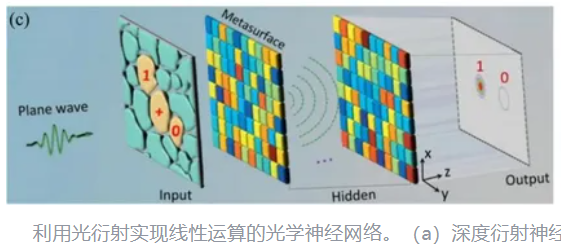 (c)
Metasurface
1
+
0
1
0
Plane wave
...
x
z
y
Input
Hidden
Output
利用光衍射实现线性运算的光学神经网络。（a）深度衍射神经